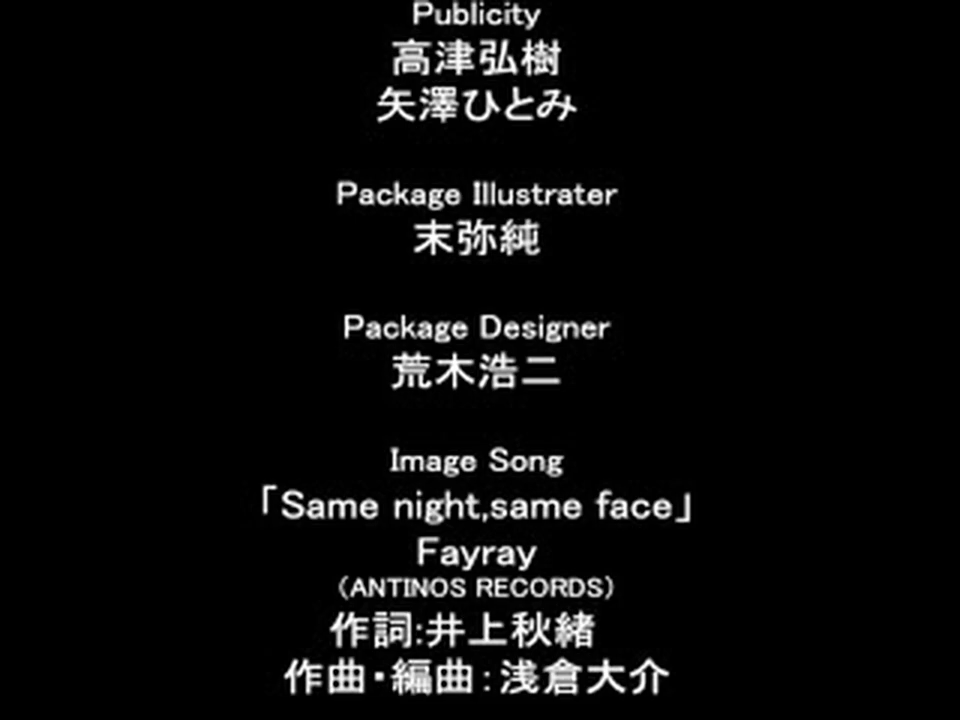 Publicity
高津弘樹
矢澤ひとみ
Package Illustrater
末弥純
Package Designer
荒木浩二
Image Song
「Same night,same face」
Fayray
(ANTINOS RECORDS)
作詞:井上秋緒
作曲・編曲:浅倉大介